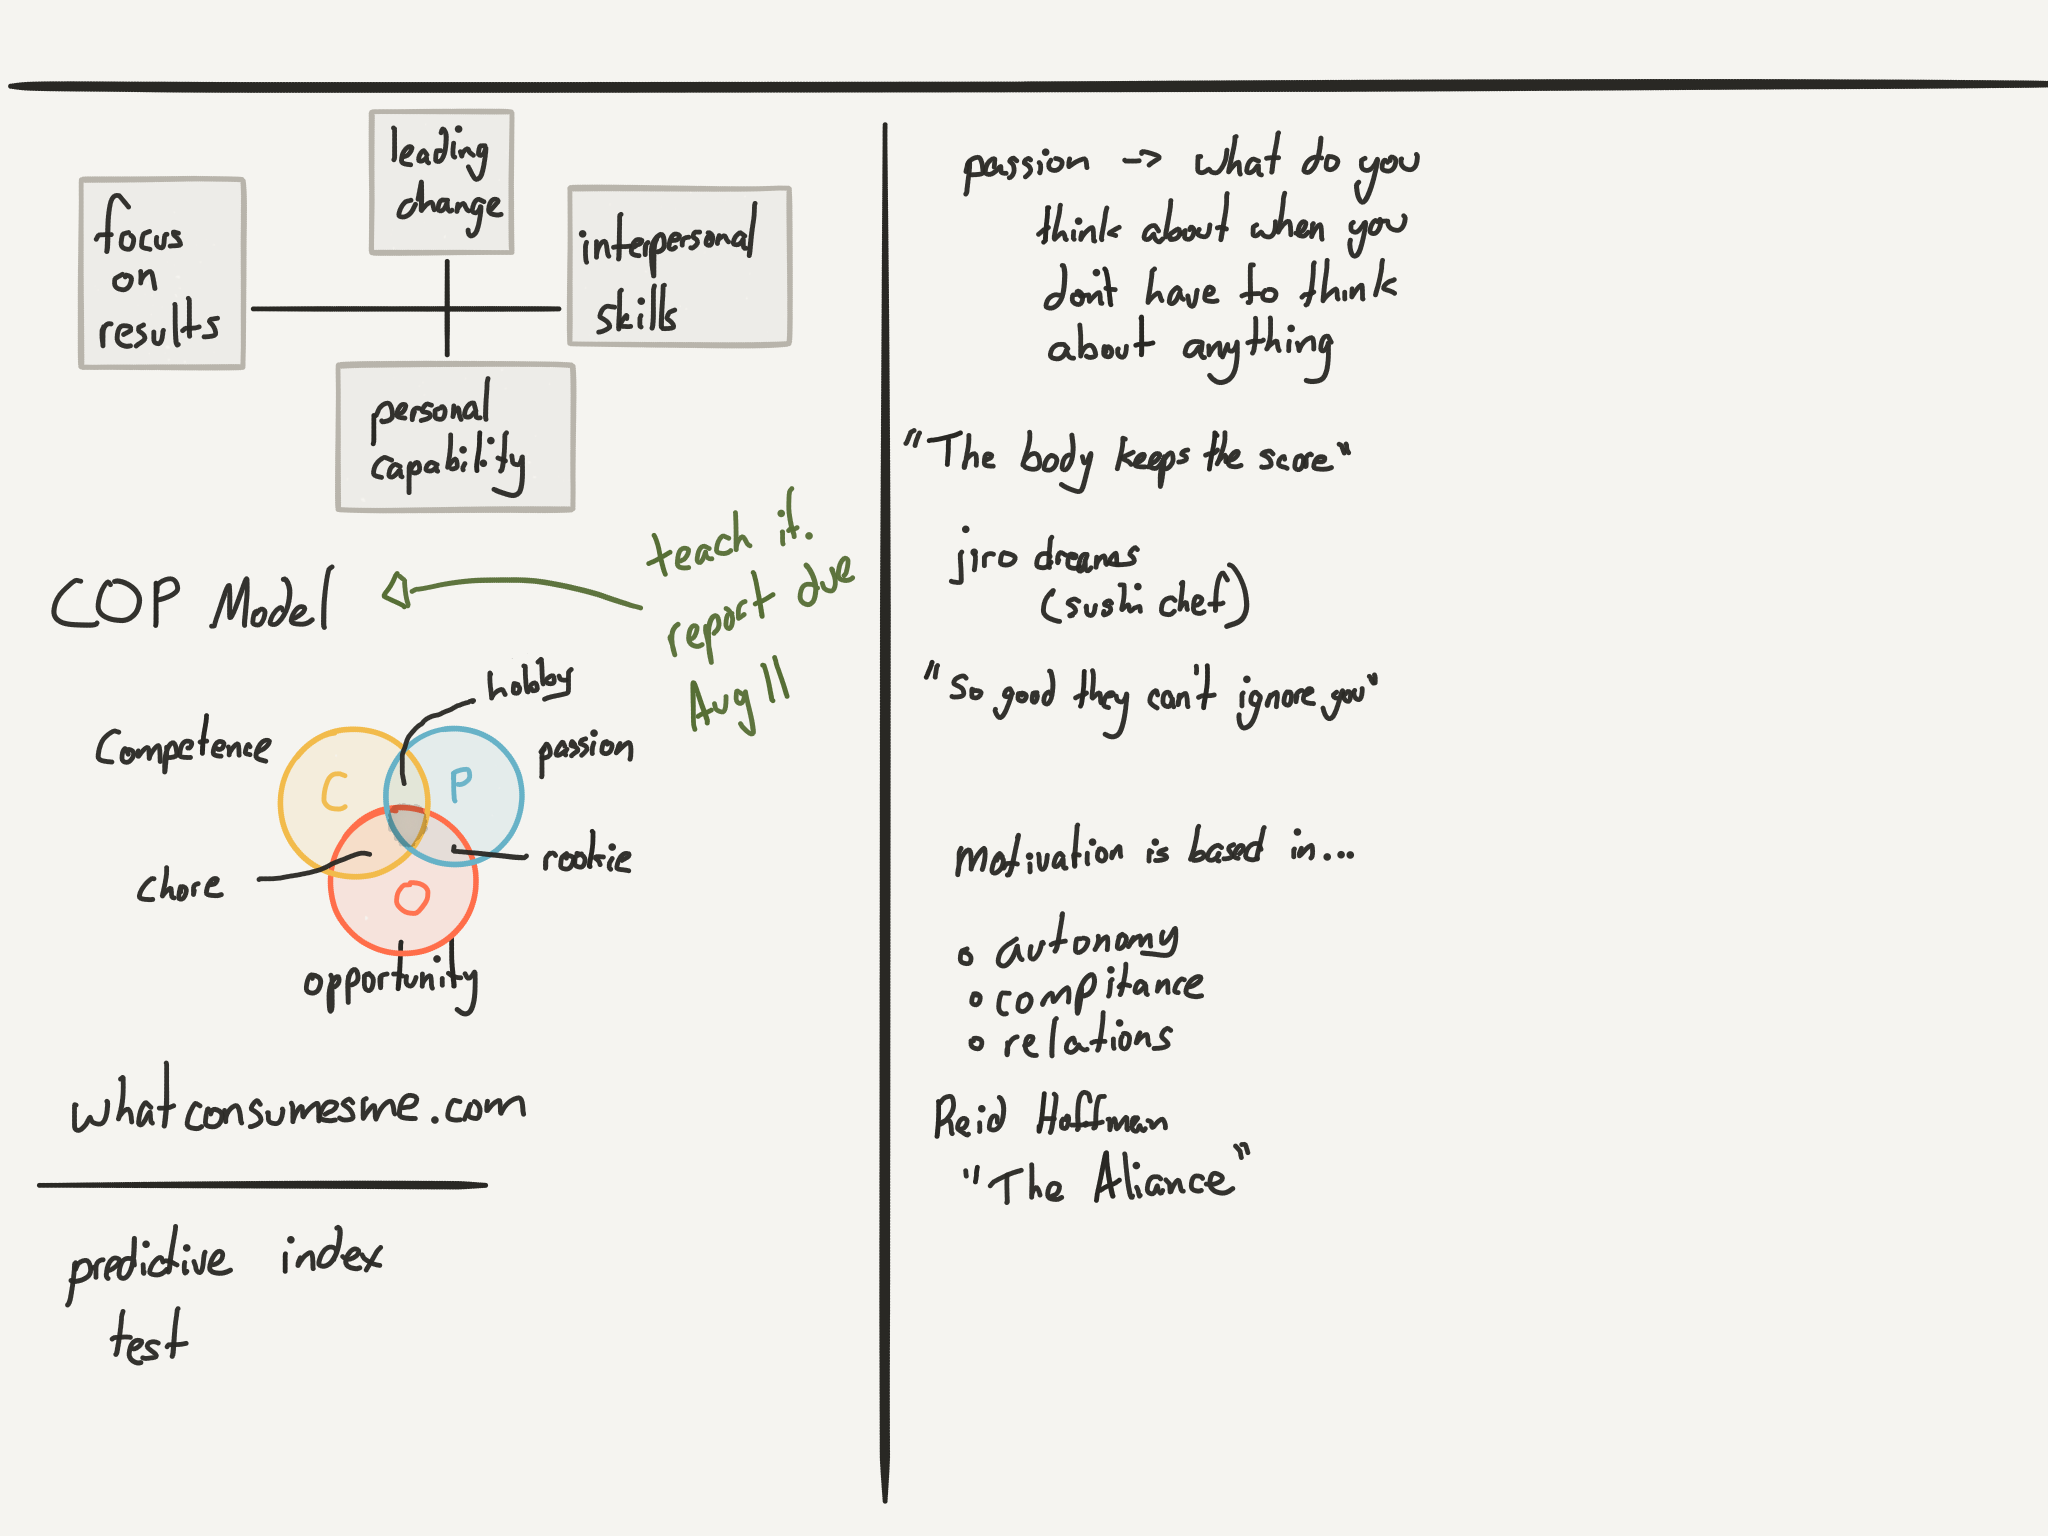 leading
change
focus
on
results
interpersonal
skills
personal
capability
COP Model
teach it.
report due
Aug 11
hobby
Competence
passion
C
P
rookie
chore
O
opportunity
whatconsumesme.com
predictive index
test
passion → what do you
think about when you
don't have to think
about anything
"The body keeps the score"
jiro dreams
(sushi chef)
"So good they can't ignore you"
motivation is based in...
• autonomy
• compitance
• relations
Reid Hoffman
"The Aliance"